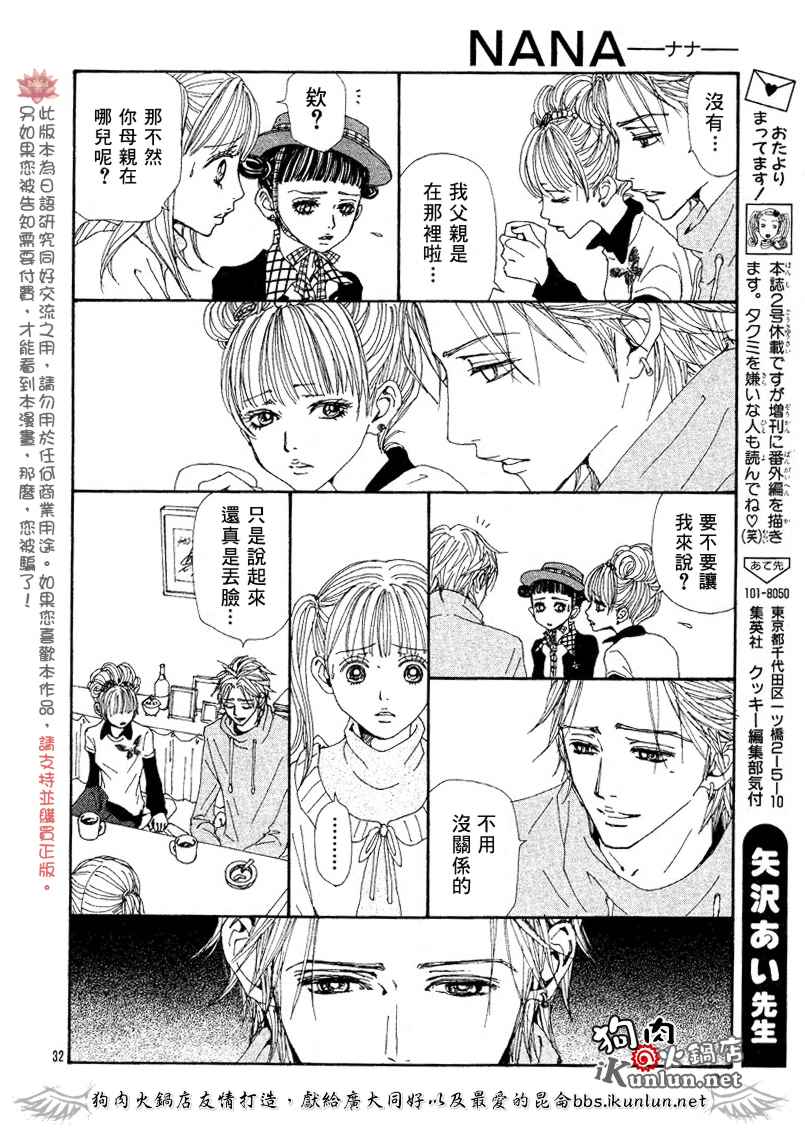 NANA—ナナ—
沒有…
我父親是
在那裡啦…
欸?
那不然
你母親在
哪兒呢?
要不要讓
我來說?
不用
沒關係的
只是說起來
還真是丟臉…
………
おたより
まってます!
本誌2号休載ですが増刊に番外編を描き
ます。タクミを嫌いな人も読んでね♡(笑)
あて先
101-8050
東京都千代田区一ツ橋2-5-10
集英社 クッキー編集部気付
矢沢あい先生
此版本為日語研究同好交流之用,請勿用於任何商業用途。如果您喜歡本作品,請支持並購買正版。
另如果您被告知需要付費,才能看到本漫畫,那麼,您被騙了!
32
狗肉火鍋店
iKunlun.net
狗肉火鍋店友情打造,獻給廣大同好以及最愛的昆侖bbs.ikunlun.net